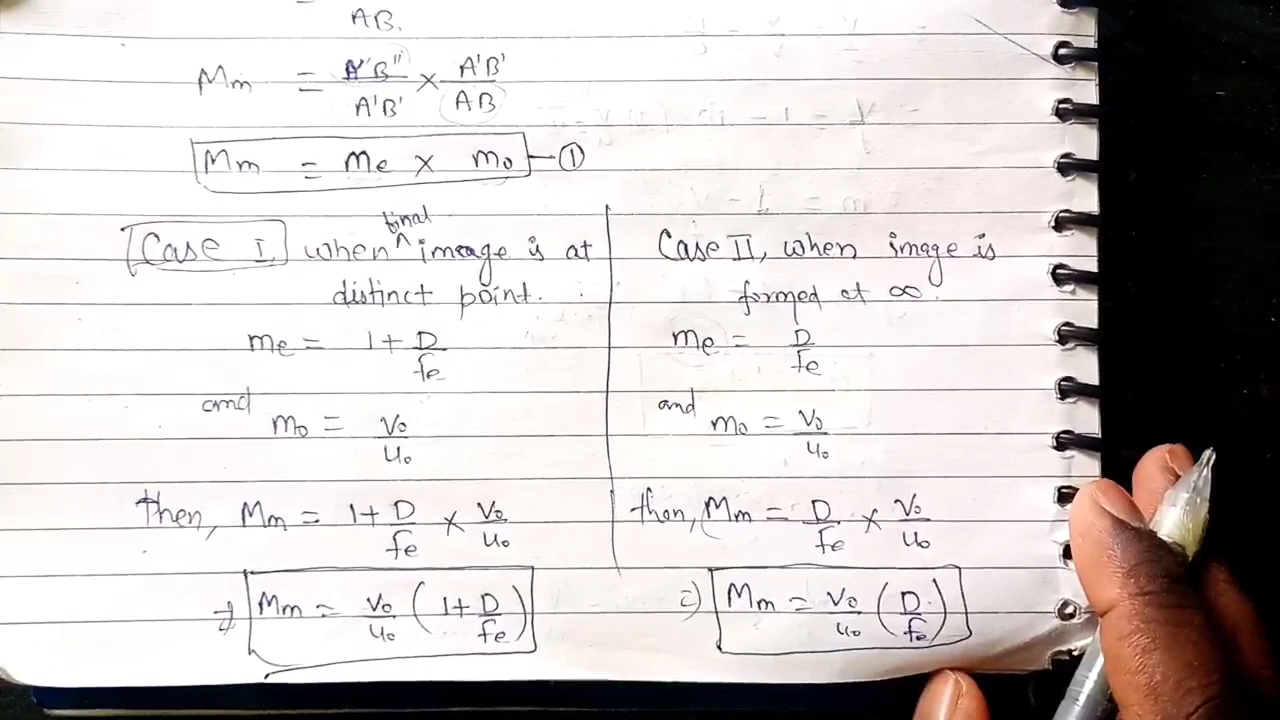 AB.
Mm = A''B''/A'B' × A'B'/AB
Mm = me × mo — ①
Case I, when final imeage is at
distinct point.
me = 1 + D/fe
and
mo = vo/uo
then, Mm = 1 + D/fe × vo/uo
⇒ Mm = vo/uo (1 + D/fe)
Case II, when image is
formed at ∞.
me = D/fe
and
mo = vo/uo
then, Mm = D/fe × vo/uo
⇒ Mm = vo/uo (D/fe)